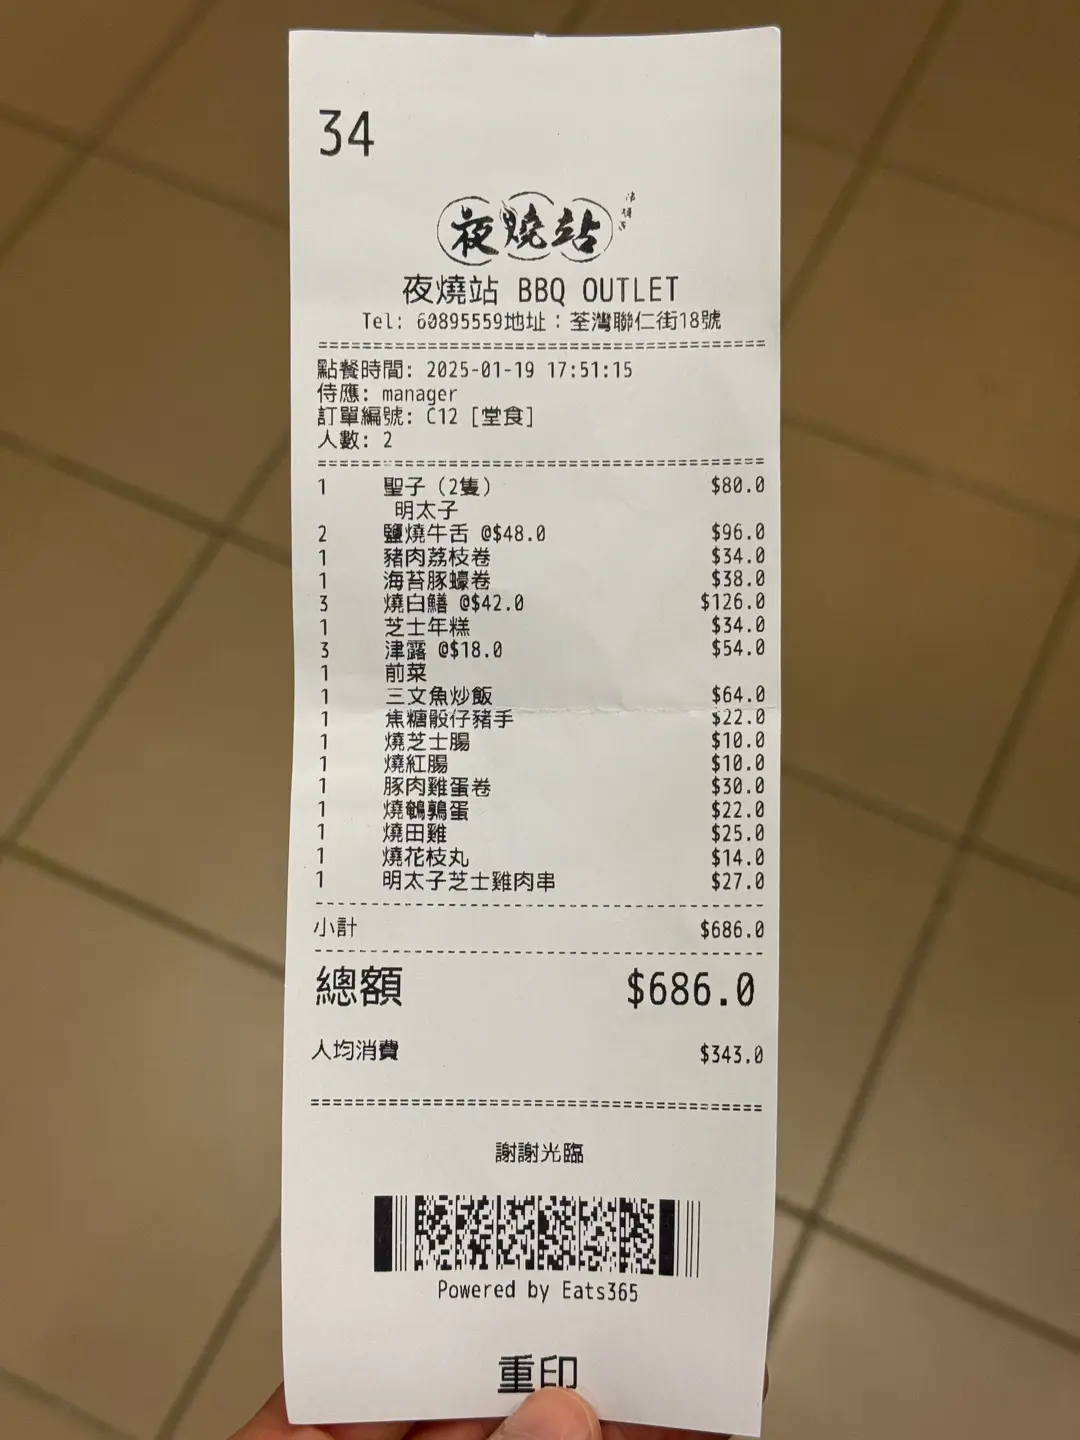 34
夜燒站
夜燒站 BBQ OUTLET
Tel: 60895559地址：荃灣聯仁街18號
點餐時間: 2025-01-19 17:51:15
侍應: manager
訂單編號: C12 [堂食]
人數: 2
1 聖子（2隻） $80.0
明太子
2 鹽燒牛舌 @$48.0 $96.0
1 豬肉荔枝卷 $34.0
1 海苔豚蠔卷 $38.0
3 燒白鱔 @$42.0 $126.0
1 芝士年糕 $34.0
3 津露 @$18.0 $54.0
1 前菜
1 三文魚炒飯 $64.0
1 焦糖骰仔豬手 $22.0
1 燒芝士腸 $10.0
1 燒紅腸 $10.0
1 豚肉雞蛋卷 $30.0
1 燒鵪鶉蛋 $22.0
1 燒田雞 $25.0
1 燒花枝丸 $14.0
1 明太子芝士雞肉串 $27.0
小計 $686.0
總額 $686.0
人均消費 $343.0
謝謝光臨
Powered by Eats365
重印